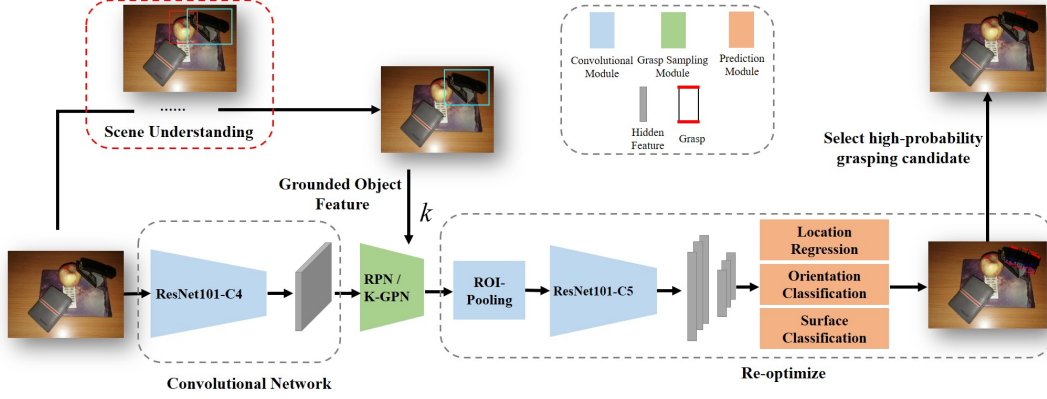 ......
Scene Understanding
Convolutional
Module
Grasp Sampling
Module
Prediction
Module
Hidden
Feature
Grasp
Grounded Object
Feature
k
Select high-probability
grasping candidate
ResNet101-C4
RPN /
K-GPN
ROI-
Pooling
ResNet101-C5
Location
Regression
Orientation
Classification
Surface
Classification
Convolutional Network
Re-optimize